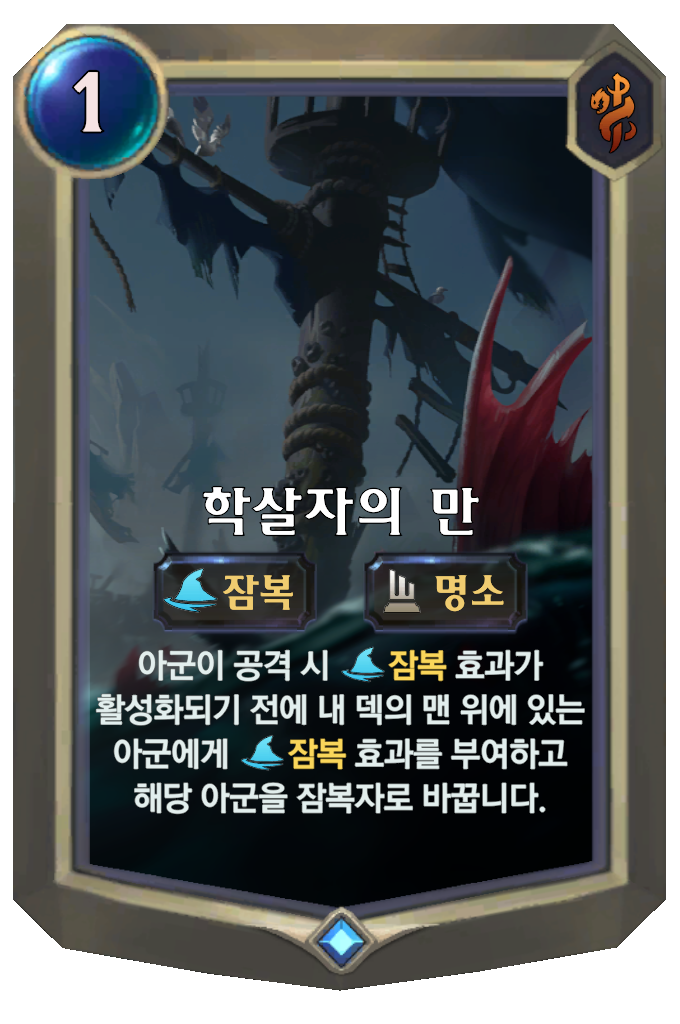 1
학살자의 만
잠복 명소
아군이 공격 시 잠복 효과가
활성화되기 전에 내 덱의 맨 위에 있는
아군에게 잠복 효과를 부여하고
해당 아군을 잠복자로 바꿉니다.